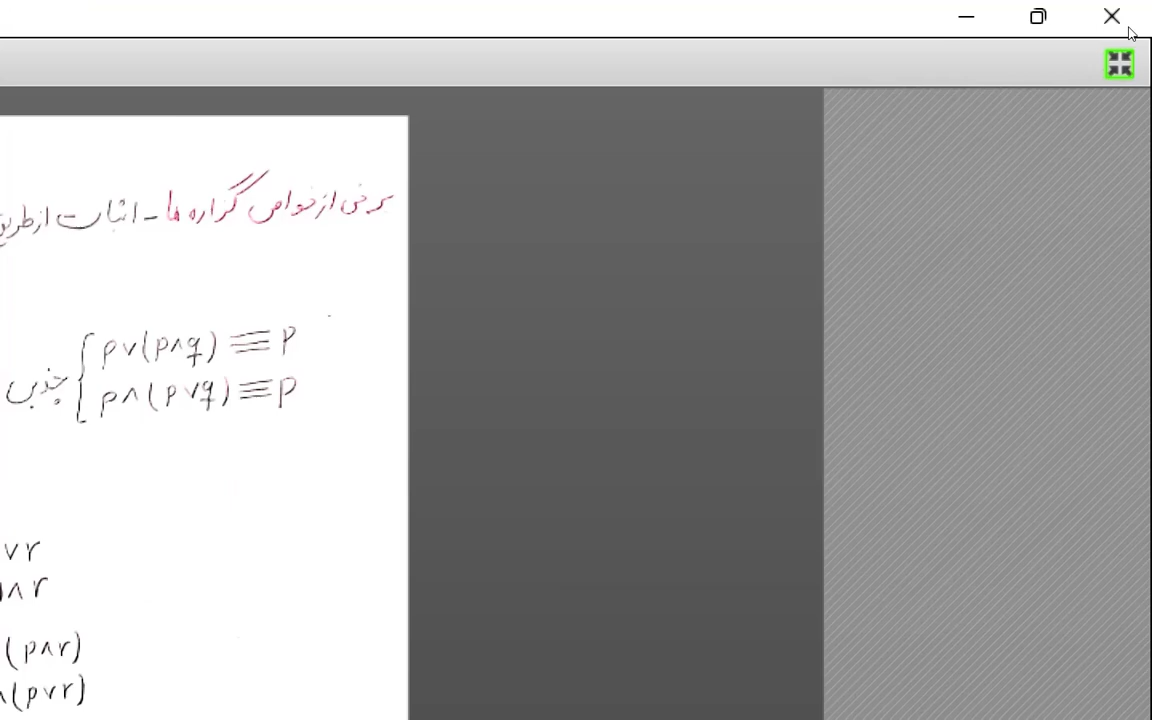 برخی از خواص گزاره ها - اثبات از طریق
p∨(p∧q) ≡ p
جذب
p∧(p∨q) ≡ p
∨r
∧r
(p∧r)
∧(p∨r)